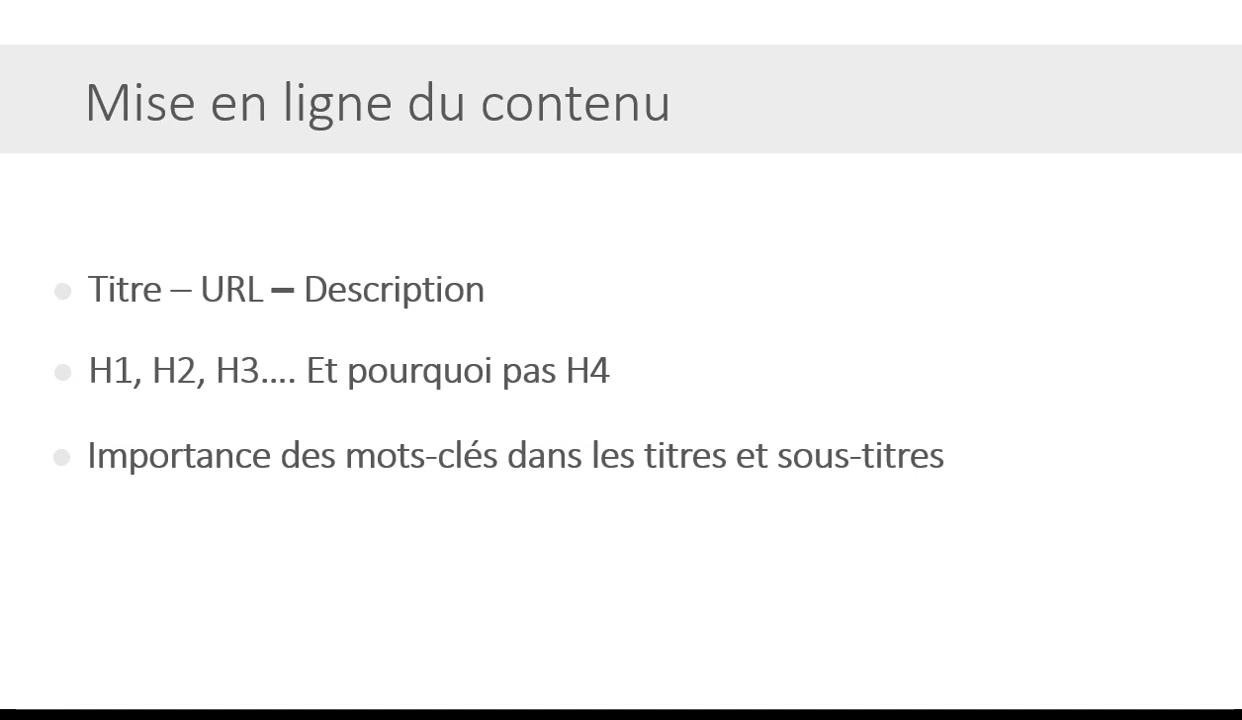 Mise en ligne du contenu
Titre – URL – Description
H1, H2, H3.... Et pourquoi pas H4
Importance des mots-clés dans les titres et sous-titres